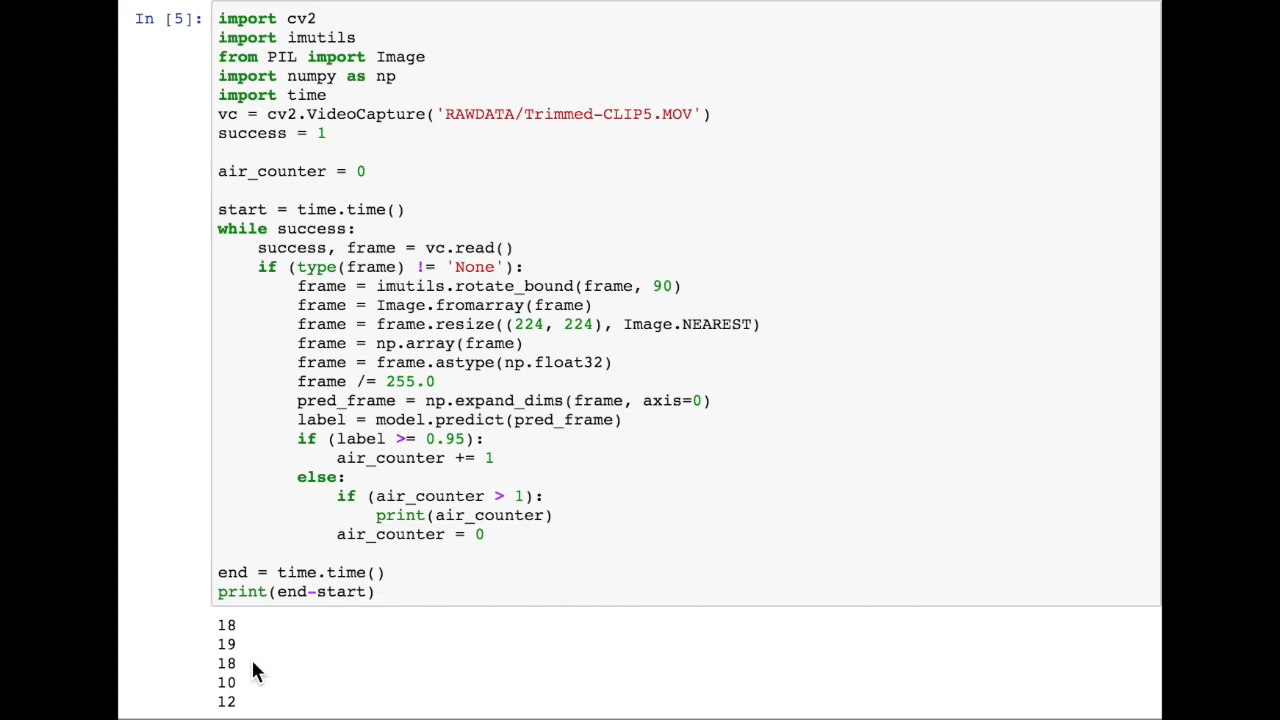 In [5]:
import cv2
import imutils
from PIL import Image
import numpy as np
import time
vc = cv2.VideoCapture('RAWDATA/Trimmed-CLIP5.MOV')
success = 1

air_counter = 0

start = time.time()
while success:
    success, frame = vc.read()
    if (type(frame) != 'None'):
        frame = imutils.rotate_bound(frame, 90)
        frame = Image.fromarray(frame)
        frame = frame.resize((224, 224), Image.NEAREST)
        frame = np.array(frame)
        frame = frame.astype(np.float32)
        frame /= 255.0
        pred_frame = np.expand_dims(frame, axis=0)
        label = model.predict(pred_frame)
        if (label >= 0.95):
            air_counter += 1
        else:
            if (air_counter > 1):
                print(air_counter)
            air_counter = 0

end = time.time()
print(end-start)
18
19
18
10
12